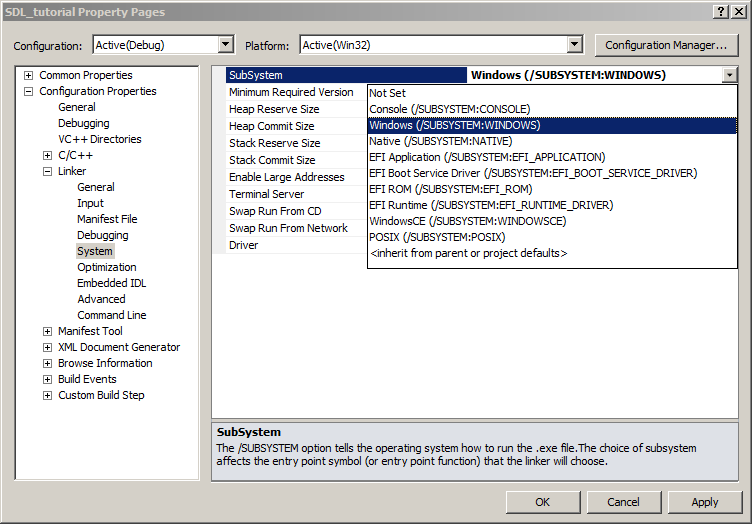 SDL_tutorial Property Pages
Configuration: Active(Debug) Platform: Active(Win32) Configuration Manager...
Common Properties
Configuration Properties
General
Debugging
VC++ Directories
C/C++
Linker
General
Input
Manifest File
Debugging
System
Optimization
Embedded IDL
Advanced
Command Line
Manifest Tool
XML Document Generator
Browse Information
Build Events
Custom Build Step
SubSystem Windows (/SUBSYSTEM:WINDOWS)
Minimum Required Version
Heap Reserve Size
Heap Commit Size
Stack Reserve Size
Stack Commit Size
Enable Large Addresses
Terminal Server
Swap Run From CD
Swap Run From Network
Driver
Not Set
Console (/SUBSYSTEM:CONSOLE)
Windows (/SUBSYSTEM:WINDOWS)
Native (/SUBSYSTEM:NATIVE)
EFI Application (/SUBSYSTEM:EFI_APPLICATION)
EFI Boot Service Driver (/SUBSYSTEM:EFI_BOOT_SERVICE_DRIVER)
EFI ROM (/SUBSYSTEM:EFI_ROM)
EFI Runtime (/SUBSYSTEM:EFI_RUNTIME_DRIVER)
WindowsCE (/SUBSYSTEM:WINDOWSCE)
POSIX (/SUBSYSTEM:POSIX)
<inherit from parent or project defaults>
SubSystem
The /SUBSYSTEM option tells the operating system how to run the .exe file.The choice of subsystem
affects the entry point symbol (or entry point function) that the linker will choose.
OK Cancel Apply